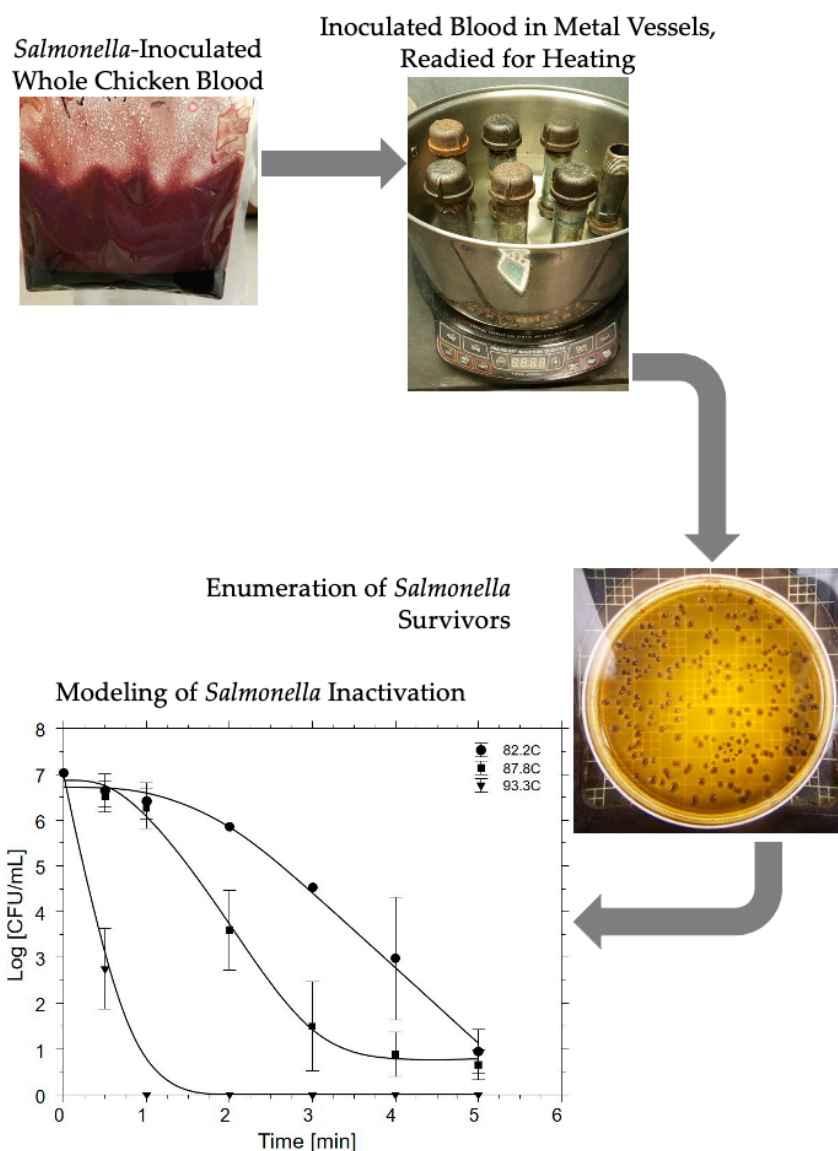 Salmonella-Inoculated
Whole Chicken Blood
Inoculated Blood in Metal Vessels,
Readied for Heating
Enumeration of Salmonella
Survivors
Modeling of Salmonella Inactivation
8
7
6
5
4
3
2
1
0
Log [CFU/mL]
82.2C
87.8C
93.3C
0 1 2 3 4 5 6
Time [min]